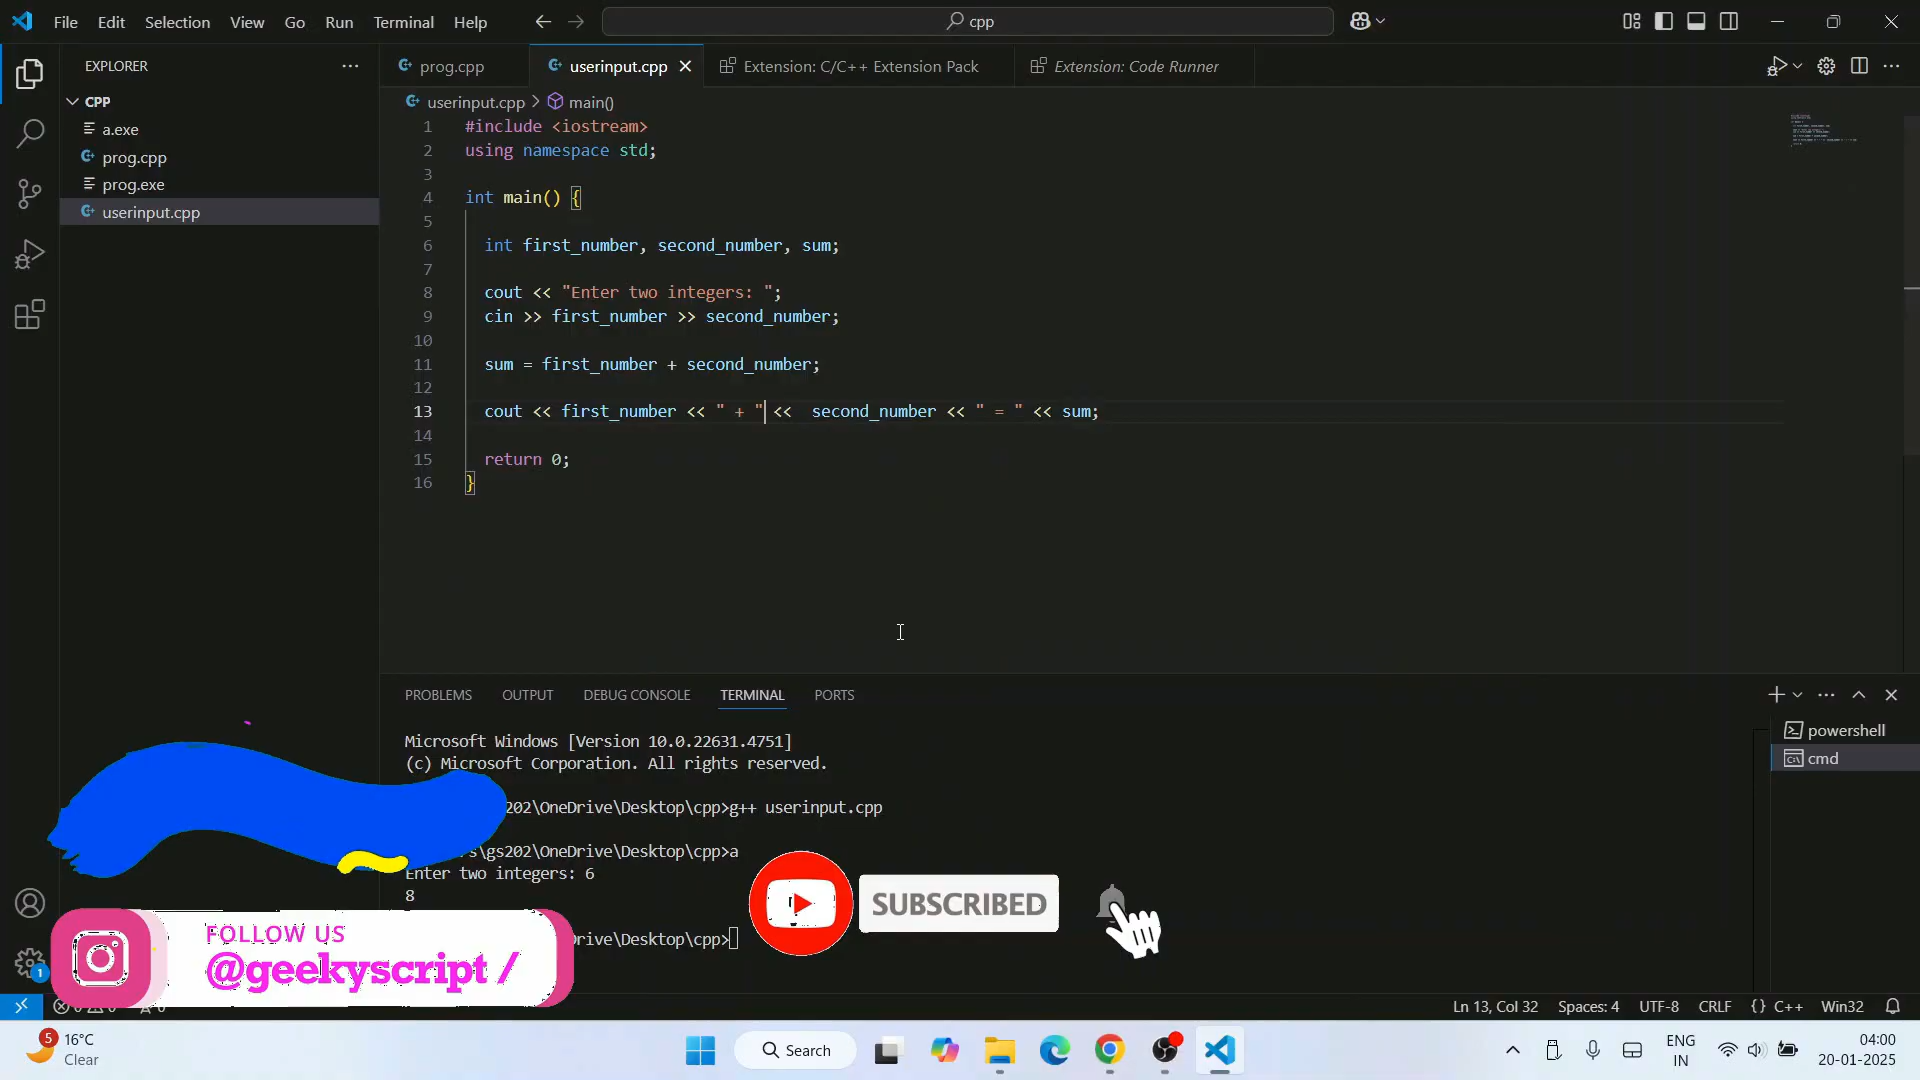 File Edit Selection View Go Run Terminal Help
cpp
EXPLORER
CPP
a.exe
prog.cpp
prog.exe
userinput.cpp
prog.cpp
userinput.cpp
Extension: C/C++ Extension Pack
Extension: Code Runner
userinput.cpp > main()
1 #include <iostream>
2 using namespace std;
3
4 int main() {
5
6 int first_number, second_number, sum;
7
8 cout << "Enter two integers: ";
9 cin >> first_number >> second_number;
10
11 sum = first_number + second_number;
12
13 cout << first_number << " + " <<  second_number << " = " << sum;
14
15 return 0;
16 }
PROBLEMS OUTPUT DEBUG CONSOLE TERMINAL PORTS
powershell
cmd
Microsoft Windows [Version 10.0.22631.4751]
(c) Microsoft Corporation. All rights reserved.
202\OneDrive\Desktop\cpp>g++ userinput.cpp
s\gs202\OneDrive\Desktop\cpp>a
Enter two integers: 6
8
Drive\Desktop\cpp>
SUBSCRIBED
FOLLOW US
@geekyscript /
1
Ln 13, Col 32 Spaces: 4 UTF-8 CRLF {} C++ Win32
5
16°C
Clear
Search
ENG
IN
04:00
20-01-2025